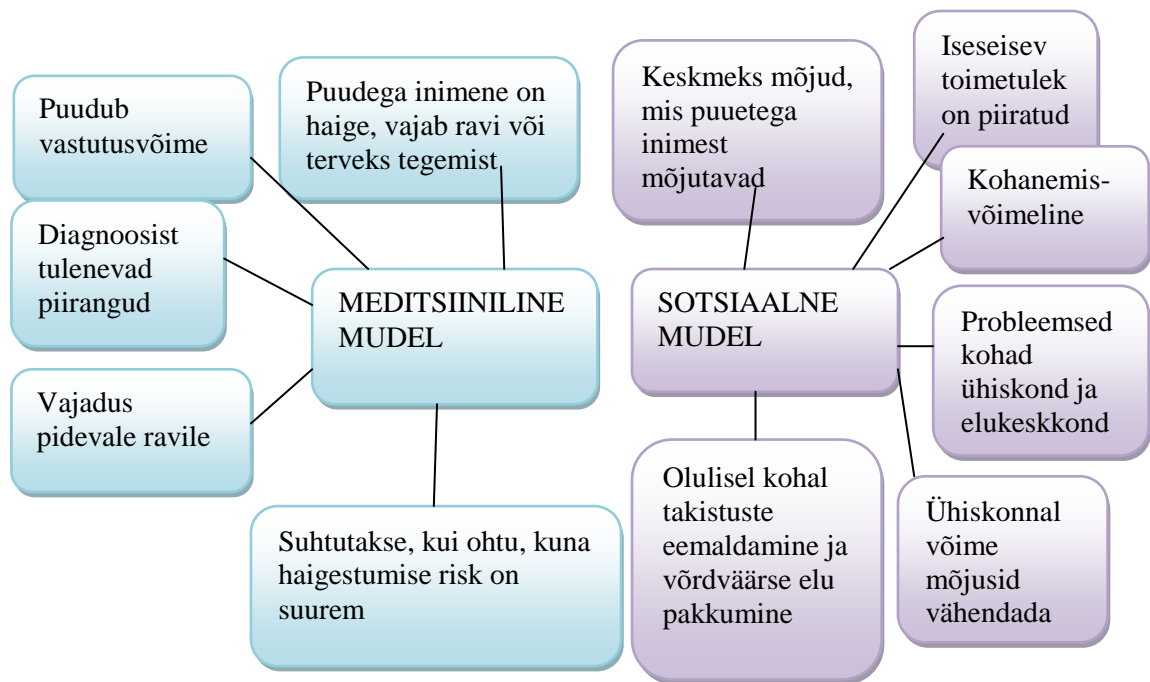 Puudub
vastutusvõime
Puudega inimene on
haige, vajab ravi või
terveks tegemist
Diagnoosist
tulenevad
piirangud
MEDITSIINILINE
MUDEL
Vajadus
pidevale ravile
Suhtutakse, kui ohtu, kuna
haigestumise risk on
suurem
Keskmeks mõjud,
mis puuetega
inimest
mõjutavad
Iseseisev
toimetulek
on piiratud
Kohanemis-
võimeline
SOTSIAALNE
MUDEL
Probleemsed
kohad
ühiskond ja
elukeskkond
Olulisel kohal
takistuste
eemaldamine ja
võrdväärse elu
pakkumine
Ühiskonnal
võime
mõjusid
vähendada